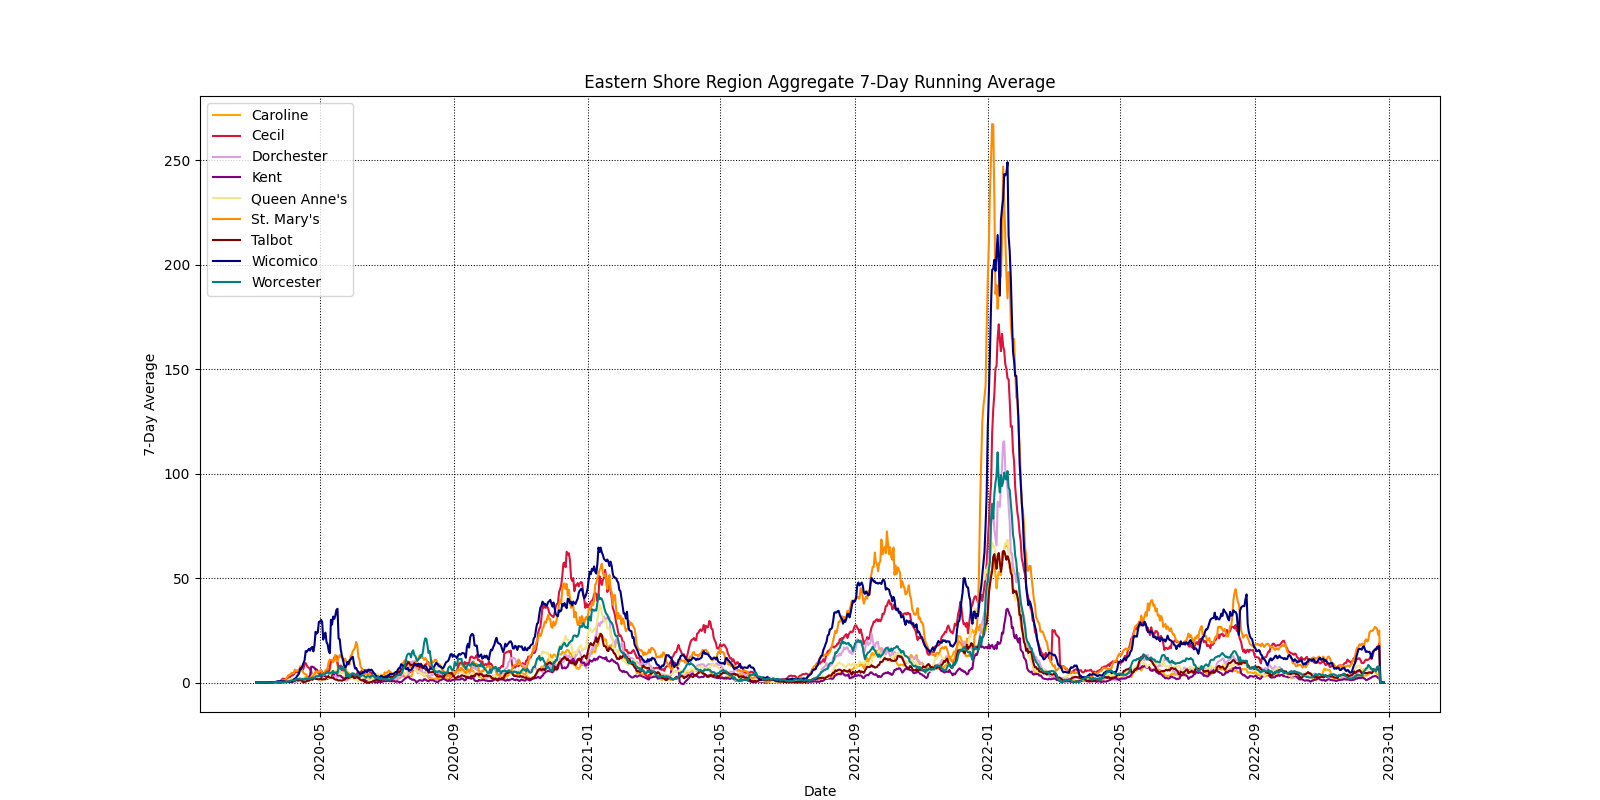 Eastern Shore Region Aggregate 7-Day Running Average
Caroline
Cecil
Dorchester
Kent
Queen Anne's
St. Mary's
Talbot
Wicomico
Worcester
7-Day Average
250
200
150
100
50
0
2020-05
2020-09
2021-01
2021-05
2021-09
2022-01
2022-05
2022-09
2023-01
Date